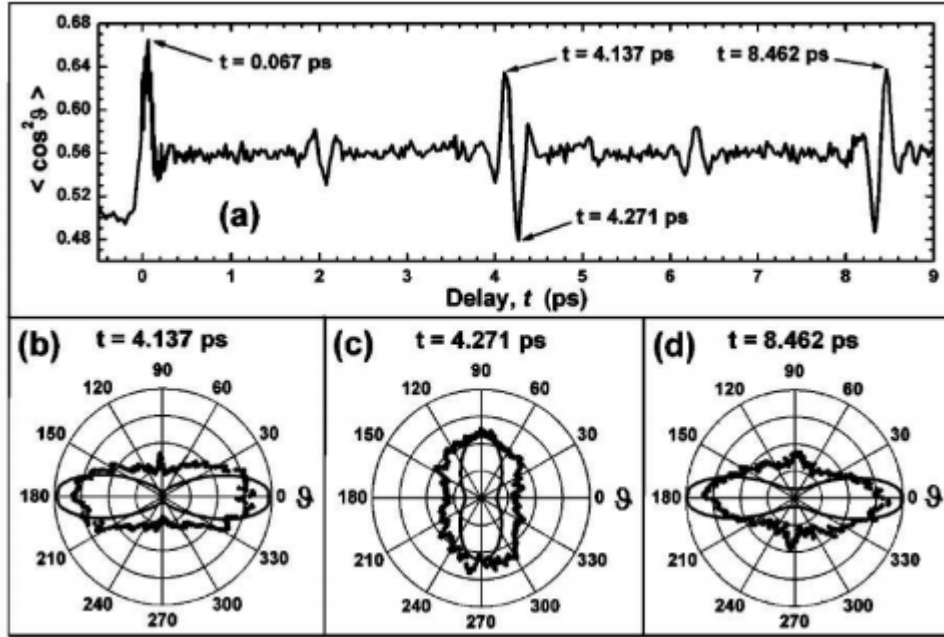 0.68
0.64
0.60
0.56
0.52
0.48
< cos²ϑ >
t = 0.067 ps
t = 4.137 ps
t = 8.462 ps
t = 4.271 ps
(a)
0 1 2 3 4 5 6 7 8 9
Delay, t (ps)
(b)
t = 4.137 ps
90
120 60
150 30
180 0 ϑ
210 330
240 300
270
(c)
t = 4.271 ps
90
120 60
150 30
180 0 ϑ
210 330
240 300
270
(d)
t = 8.462 ps
90
120 60
150 30
180 0 ϑ
210 330
240 300
270